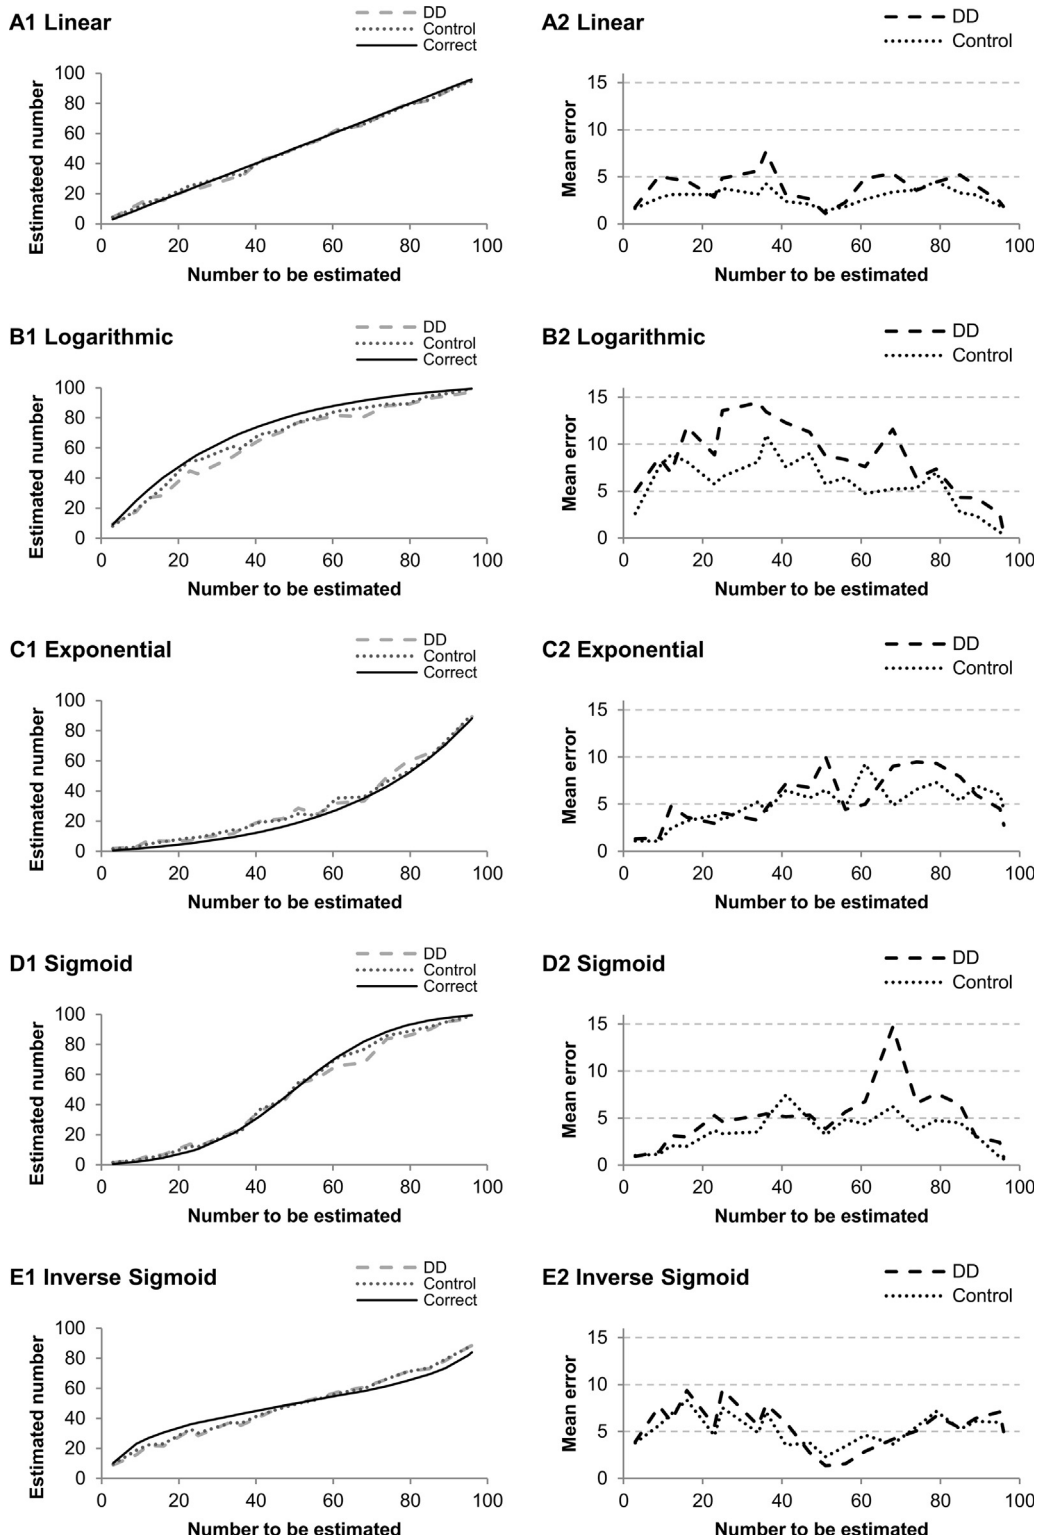 A1 Linear
DD
Control
Correct
Estimateed number
100
80
60
40
20
0
0 20 40 60 80 100
Number to be estimated
A2 Linear
DD
Control
Mean error
15
10
5
0
0 20 40 60 80 100
Number to be estimated
B1 Logarithmic
DD
Control
Correct
Estimated number
100
80
60
40
20
0
0 20 40 60 80 100
Number to be estimated
B2 Logarithmic
DD
Control
Mean error
15
10
5
0
0 20 40 60 80 100
Number to be estimated
C1 Exponential
DD
Control
Correct
Estimated number
100
80
60
40
20
0
0 20 40 60 80 100
Number to be estimated
C2 Exponential
DD
Control
Mean error
15
10
5
0
0 20 40 60 80 100
Number to be estimated
D1 Sigmoid
DD
Control
Correct
Estimated number
100
80
60
40
20
0
0 20 40 60 80 100
Number to be estimated
D2 Sigmoid
DD
Control
Mean error
15
10
5
0
0 20 40 60 80 100
Number to be estimated
E1 Inverse Sigmoid
DD
Control
Correct
Estimated number
100
80
60
40
20
0
0 20 40 60 80 100
Number to be estimated
E2 Inverse Sigmoid
DD
Control
Mean error
15
10
5
0
0 20 40 60 80 100
Number to be estimated